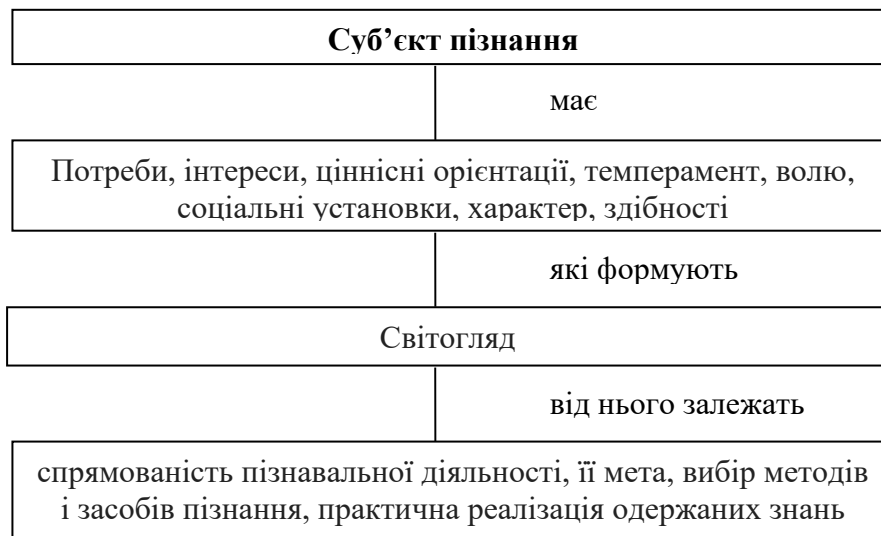 Суб’єкт пізнання
має
Потреби, інтереси, ціннісні орієнтації, темперамент, волю,
соціальні установки, характер, здібності
які формують
Світогляд
від нього залежать
спрямованість пізнавальної діяльності, її мета, вибір методів
і засобів пізнання, практична реалізація одержаних знань